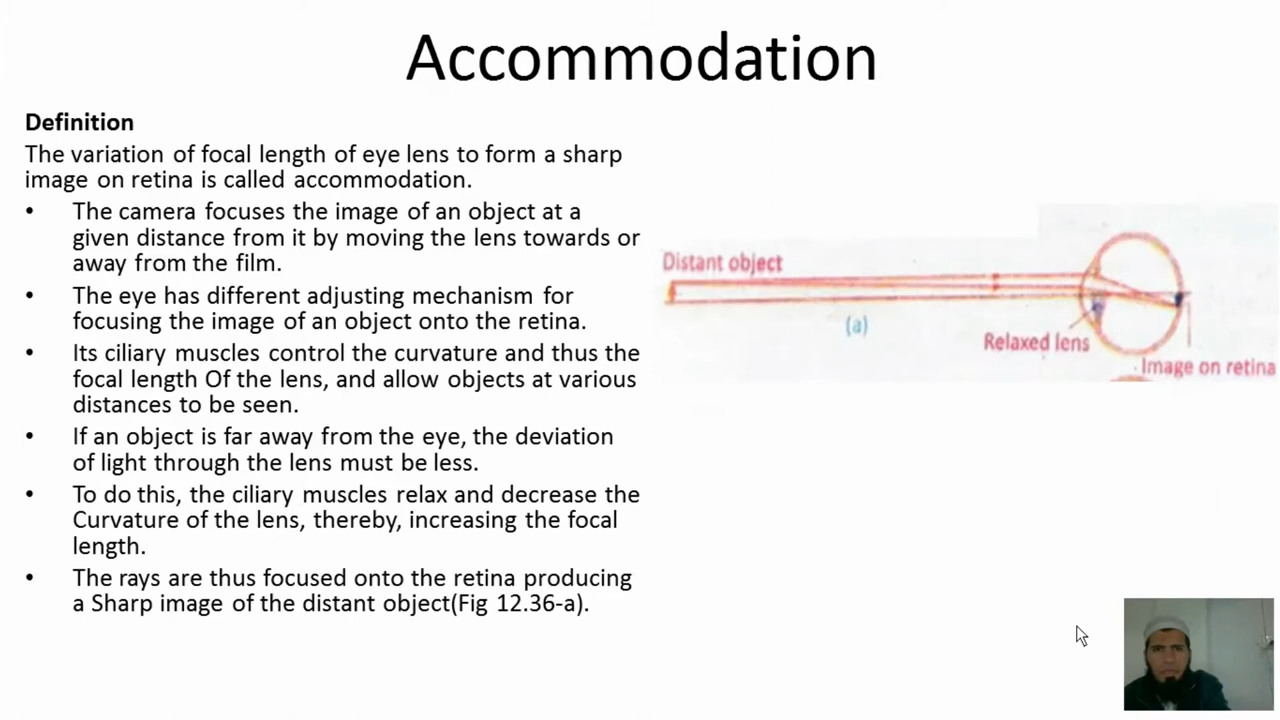 Accommodation
Definition
The variation of focal length of eye lens to form a sharp
image on retina is called accommodation.
• The camera focuses the image of an object at a
given distance from it by moving the lens towards or
away from the film.
• The eye has different adjusting mechanism for
focusing the image of an object onto the retina.
• Its ciliary muscles control the curvature and thus the
focal length Of the lens, and allow objects at various
distances to be seen.
• If an object is far away from the eye, the deviation
of light through the lens must be less.
• To do this, the ciliary muscles relax and decrease the
Curvature of the lens, thereby, increasing the focal
length.
• The rays are thus focused onto the retina producing
a Sharp image of the distant object(Fig 12.36-a).
Distant object
(a)
Relaxed lens
Image on retina